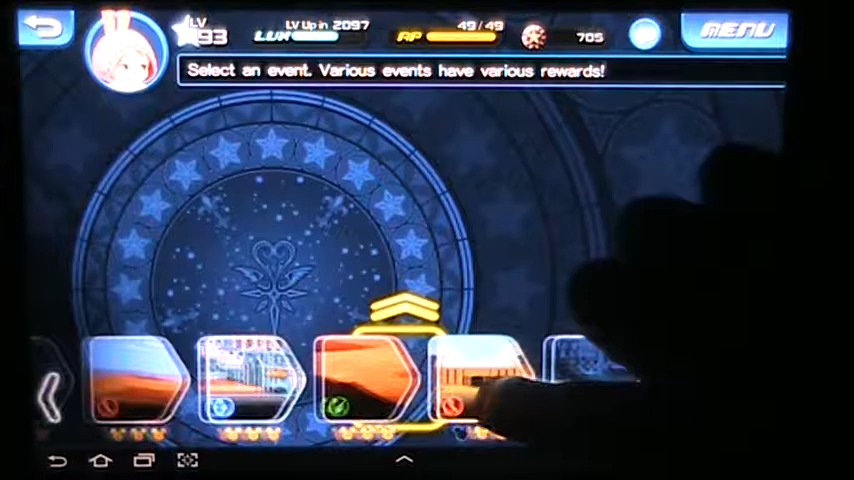 LV
93
LV Up in 2097
LUX
AP
49/49
705
MENU
Select an event. Various events have various rewards!